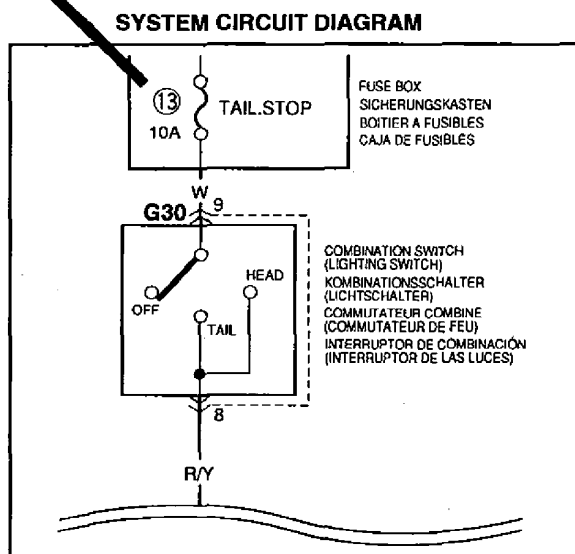 SYSTEM CIRCUIT DIAGRAM
13
10A
TAIL.STOP
FUSE BOX
SICHERUNGSKASTEN
BOITIER A FUSIBLES
CAJA DE FUSIBLES
W
G30
9
OFF
HEAD
TAIL
COMBINATION SWITCH
(LIGHTING SWITCH)
KOMBINATIONSSCHALTER
(LICHTSCHALTER)
COMMUTATEUR COMBINE
(COMMUTATEUR DE FEU)
INTERRUPTOR DE COMBINACIÓN
(INTERRUPTOR DE LAS LUCES)
8
R/Y